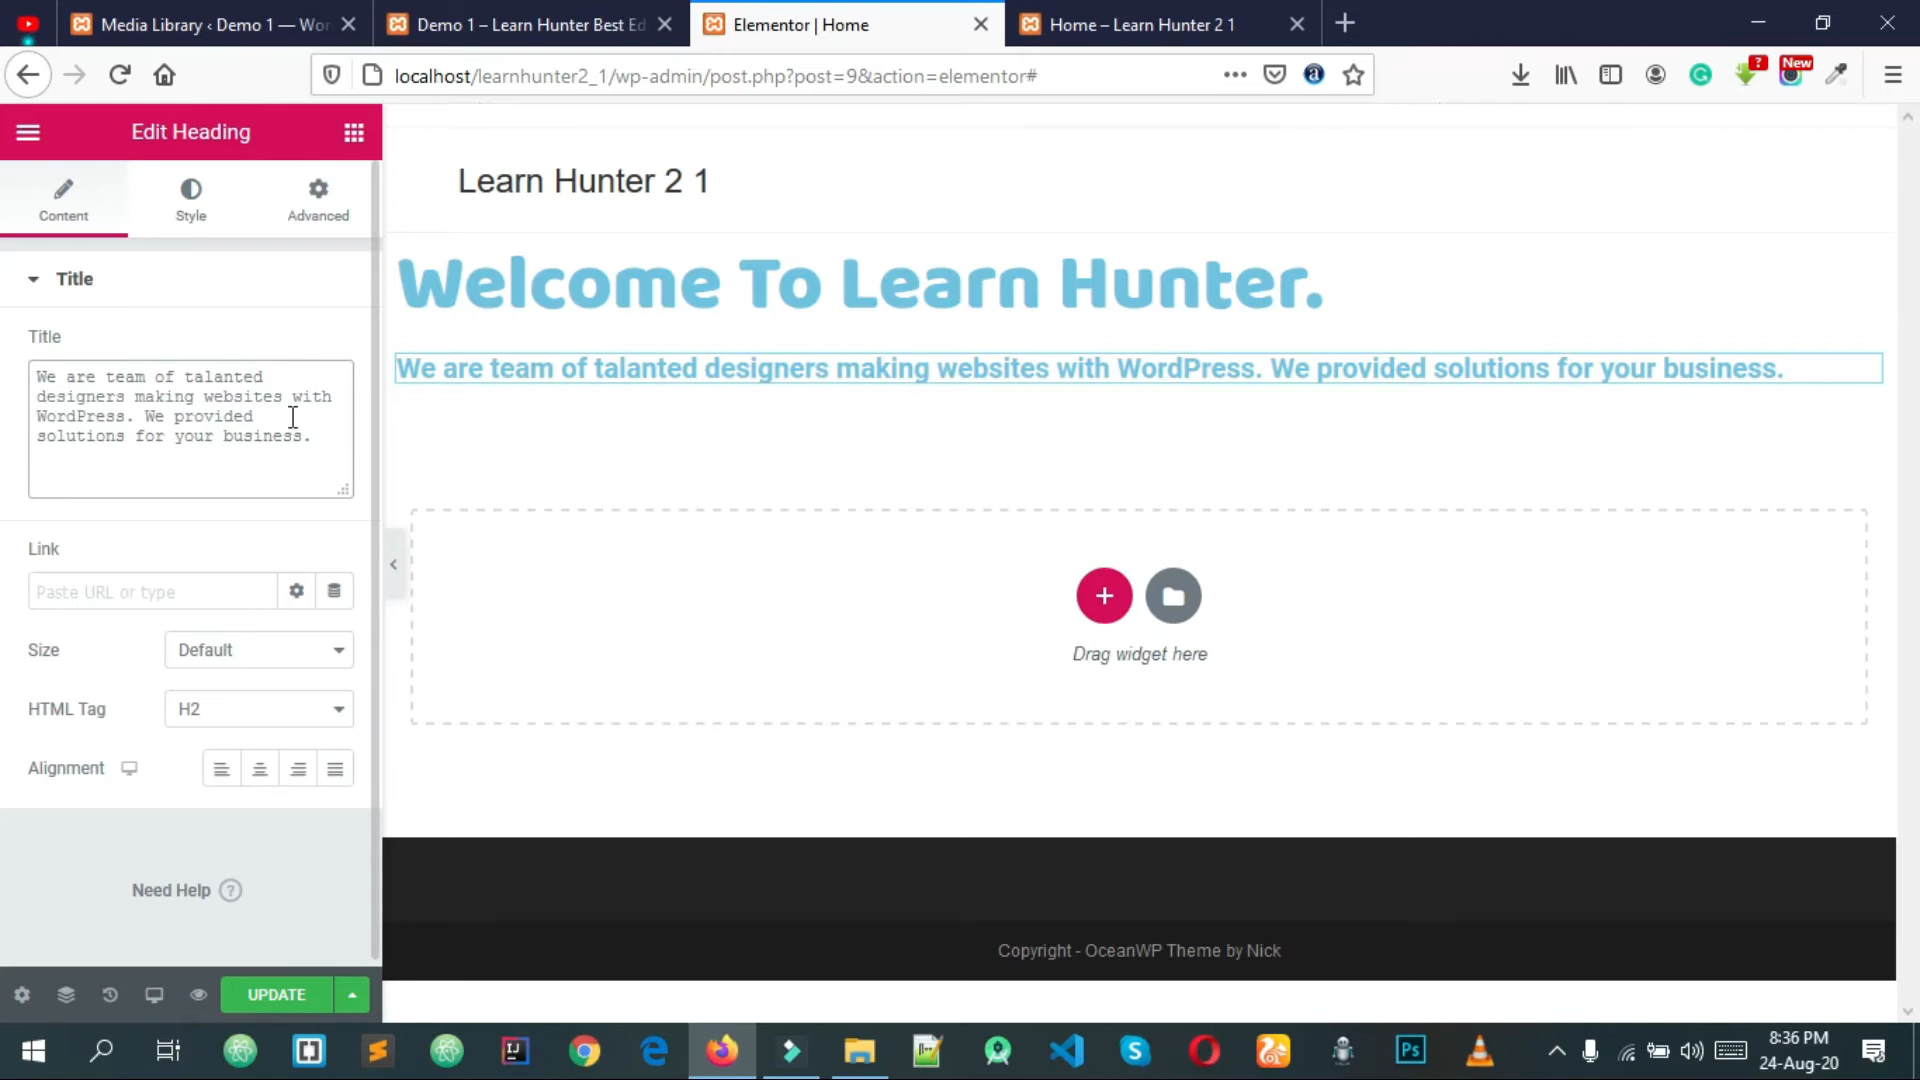 Media Library ‹ Demo 1 — Wor
Demo 1 – Learn Hunter Best Ed
Elementor | Home
Home – Learn Hunter 2 1
localhost/learnhunter2_1/wp-admin/post.php?post=9&action=elementor#
?
New
Edit Heading
Content
Style
Advanced
Title
Title
We are team of talanted
designers making websites with
WordPress. We provided
solutions for your business.
Link
Paste URL or type
Size
Default
HTML Tag
H2
Alignment
Need Help ?
UPDATE
Learn Hunter 2 1
Welcome To Learn Hunter.
We are team of talanted designers making websites with WordPress. We provided solutions for your business.
Drag widget here
Copyright - OceanWP Theme by Nick
8:36 PM
24-Aug-20